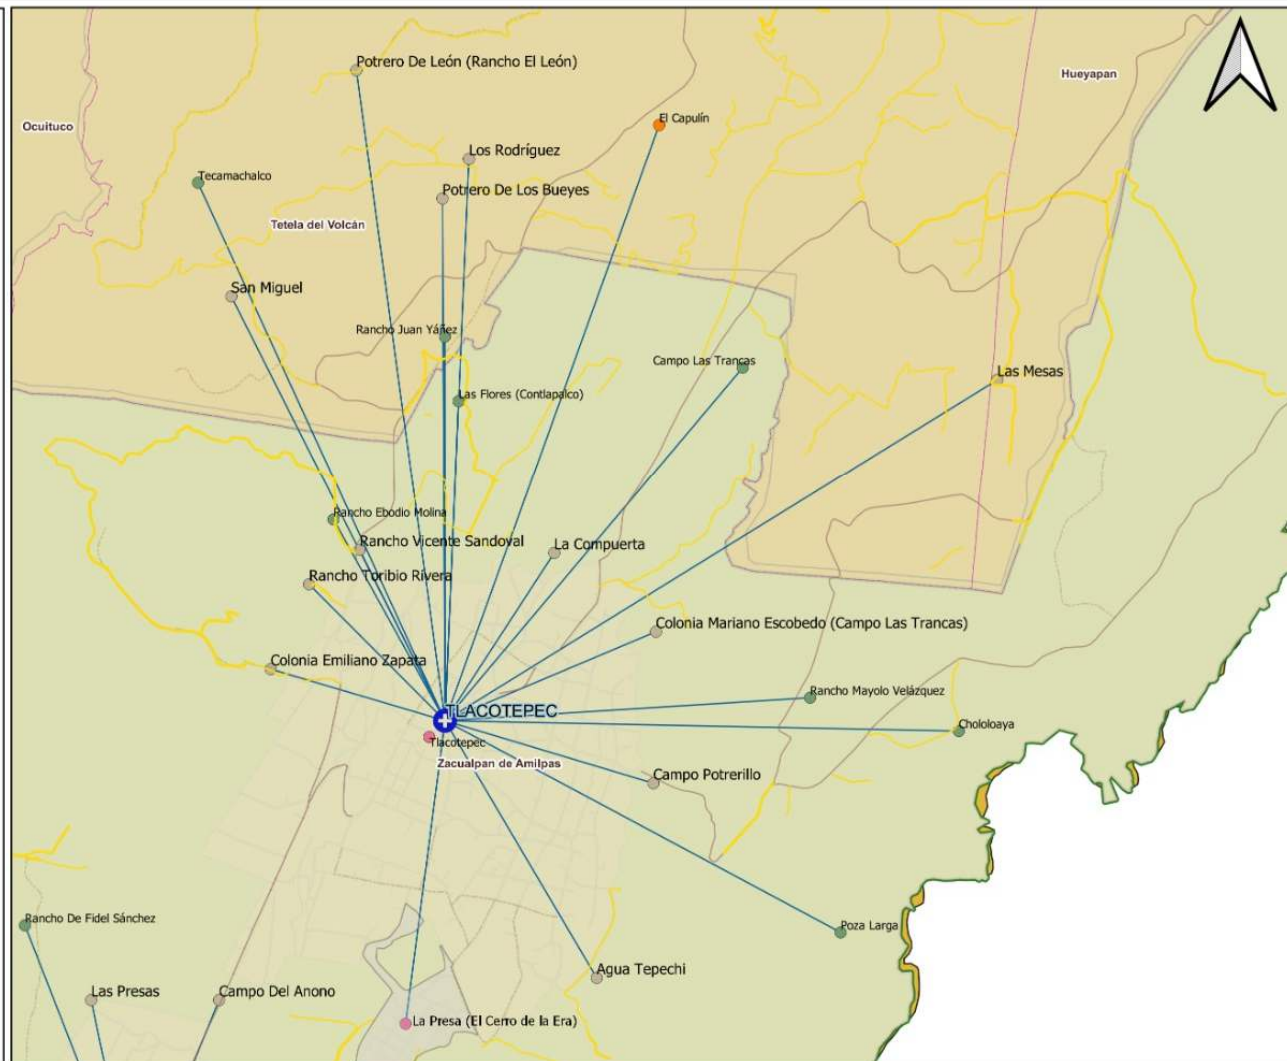 Potrero De León (Rancho El León)
Hueyapan
El Capulín
Ocuituco
Los Rodríguez
Tecamachalco
Potrero De Los Bueyes
Tetela del Volcán
San Miguel
Rancho Juan Yáñez
Campo Las Trancas
Las Mesas
Las Flores (Contlapalco)
Rancho Ebodio Molina
Rancho Vicente Sandoval
La Compuerta
Rancho Toribio Rivera
Colonia Mariano Escobedo (Campo Las Trancas)
Colonia Emiliano Zapata
Rancho Mayolo Velázquez
TLACOTEPEC
Chololoaya
Tlacotepec
Zacualpan de Amilpas
Campo Potrerillo
Rancho De Fidel Sánchez
Poza Larga
Agua Tepechi
Las Presas
Campo Del Anono
La Presa (El Cerro de la Era)